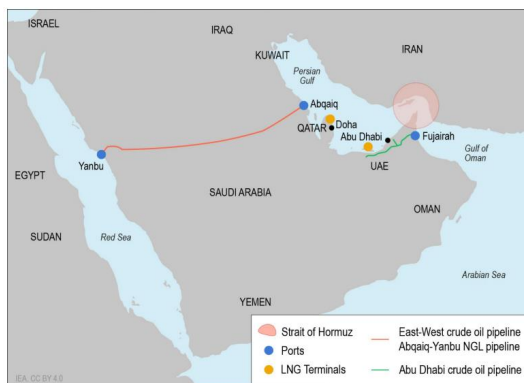 ISRAEL
IRAQ
IRAN
KUWAIT
Persian
Gulf
Abqaiq
QATAR
Doha
Abu Dhabi
Fujairah
Gulf of
Oman
UAE
Yanbu
EGYPT
SAUDI ARABIA
OMAN
SUDAN
Red Sea
Arabian Sea
YEMEN
Strait of Hormuz
Ports
LNG Terminals
East-West crude oil pipeline
Abqaiq-Yanbu NGL pipeline
Abu Dhabi crude oil pipeline
IEA. CC BY 4.0